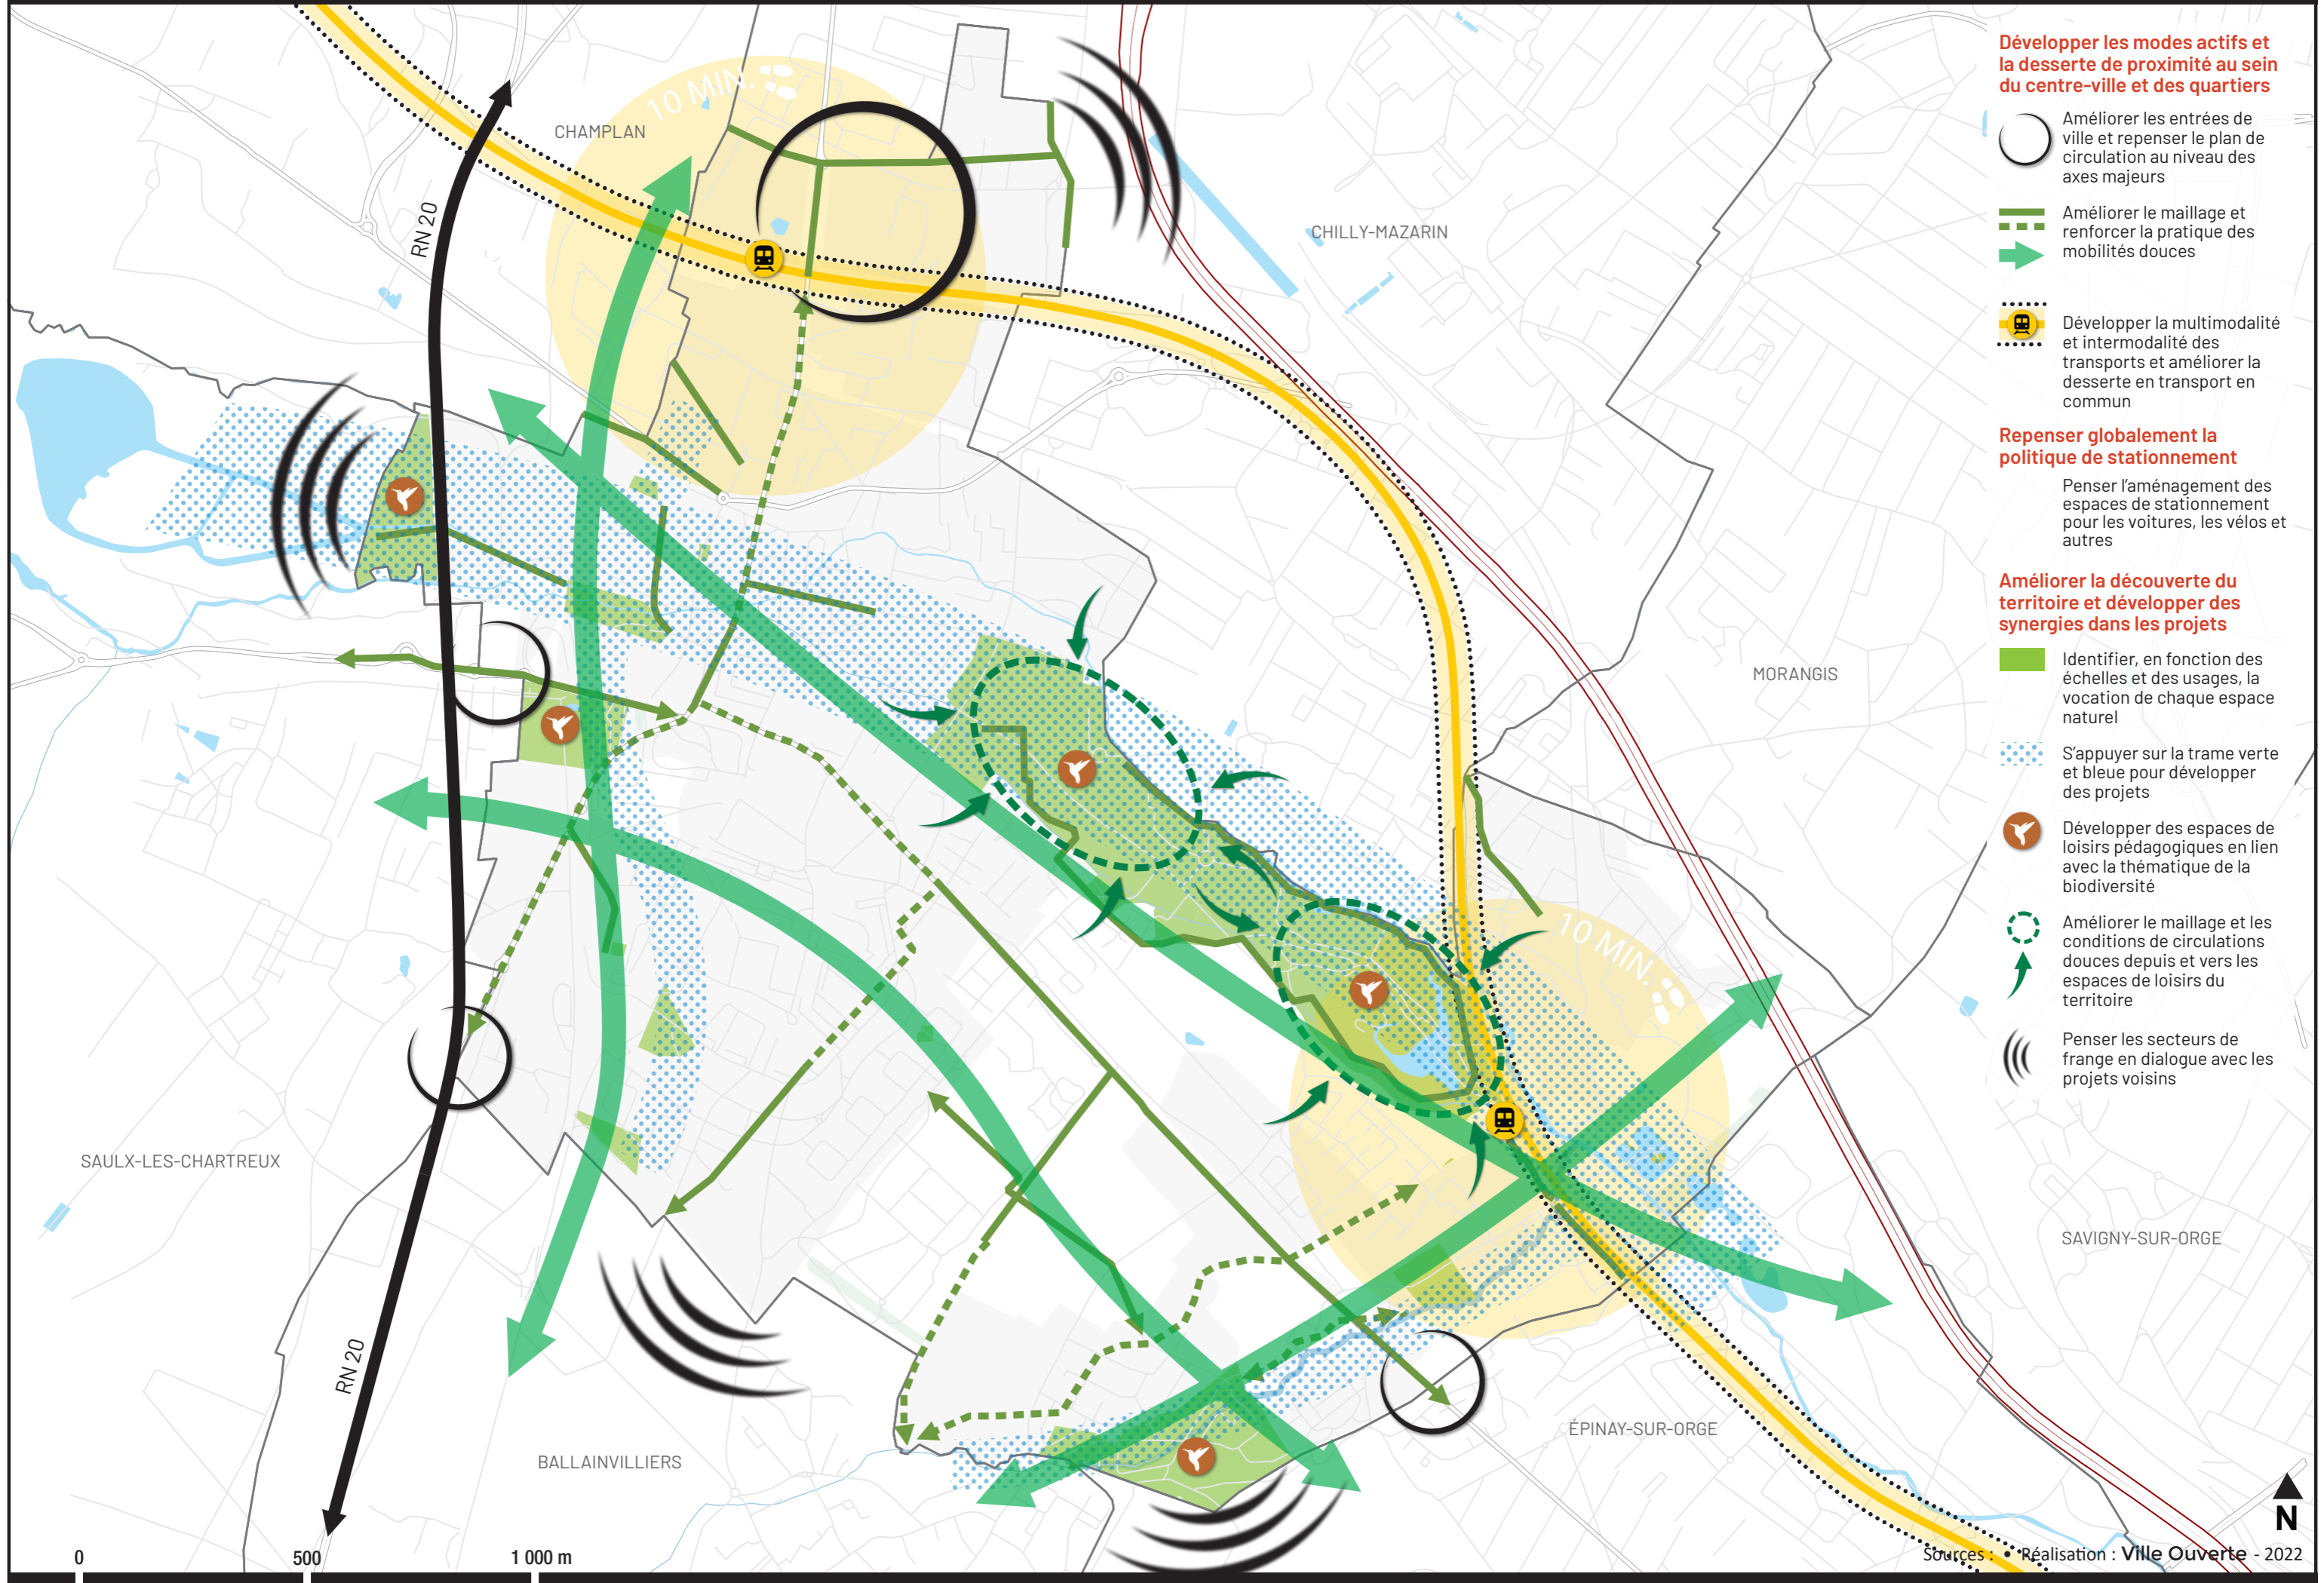 10 MIN.
CHAMPLAN
RN 20
CHILLY-MAZARIN
MORANGIS
10 MIN.
SAULX-LES-CHARTREUX
SAVIGNY-SUR-ORGE
RN 20
BALLAINVILLIERS
ÉPINAY-SUR-ORGE
Développer les modes actifs et
la desserte de proximité au sein
du centre-ville et des quartiers
Améliorer les entrées de
ville et repenser le plan de
circulation au niveau des
axes majeurs
Améliorer le maillage et
renforcer la pratique des
mobilités douces
Développer la multimodalité
et intermodalité des
transports et améliorer la
desserte en transport en
commun
Repenser globalement la
politique de stationnement
Penser l'aménagement des
espaces de stationnement
pour les voitures, les vélos et
autres
Améliorer la découverte du
territoire et développer des
synergies dans les projets
Identifier, en fonction des
échelles et des usages, la
vocation de chaque espace
naturel
S'appuyer sur la trame verte
et bleue pour développer
des projets
Développer des espaces de
loisirs pédagogiques en lien
avec la thématique de la
biodiversité
Améliorer le maillage et les
conditions de circulations
douces depuis et vers les
espaces de loisirs du
territoire
Penser les secteurs de
frange en dialogue avec les
projets voisins
N
0 500 1 000 m
Sources : • Réalisation : Ville Ouverte - 2022